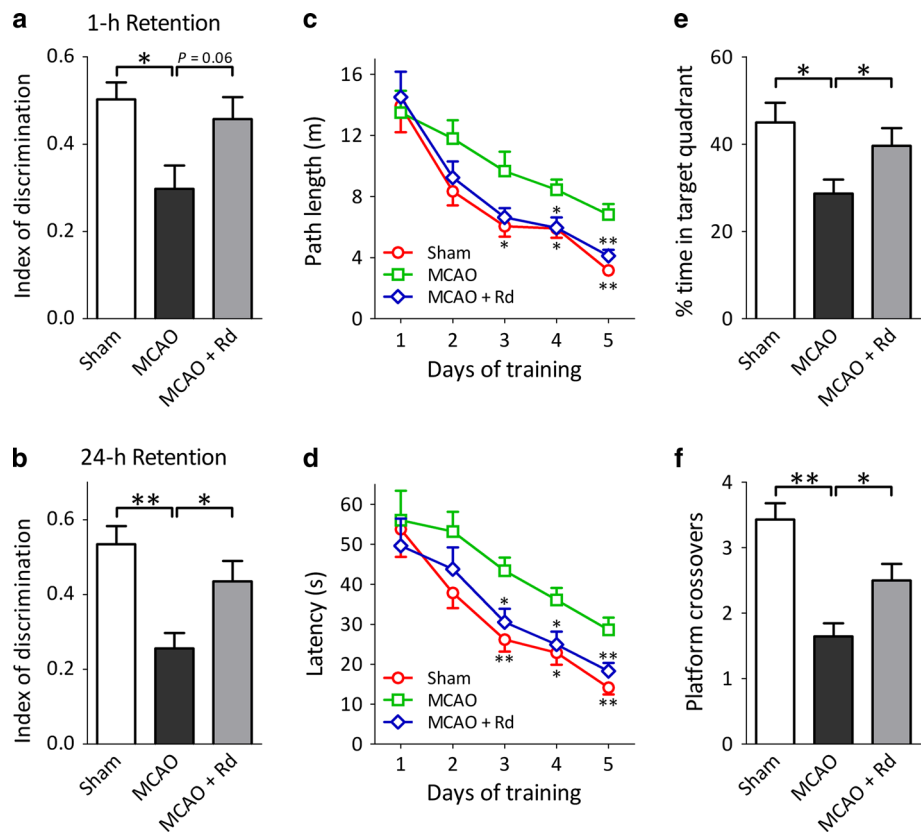 a
1-h Retention
Index of discrimination
0.6
0.4
0.2
0.0
*
P = 0.06
Sham
MCAO
MCAO + Rd
b
24-h Retention
Index of discrimination
0.6
0.4
0.2
0.0
**
*
Sham
MCAO
MCAO + Rd
c
Path length (m)
16
12
8
4
0
*
*
*
**
**
Sham
MCAO
MCAO + Rd
1 2 3 4 5
Days of training
d
Latency (s)
60
50
40
30
20
10
0
*
**
*
*
**
**
Sham
MCAO
MCAO + Rd
1 2 3 4 5
Days of training
e
% time in target quadrant
60
40
20
0
*
*
Sham
MCAO
MCAO + Rd
f
Platform crossovers
4
3
2
1
0
**
*
Sham
MCAO
MCAO + Rd